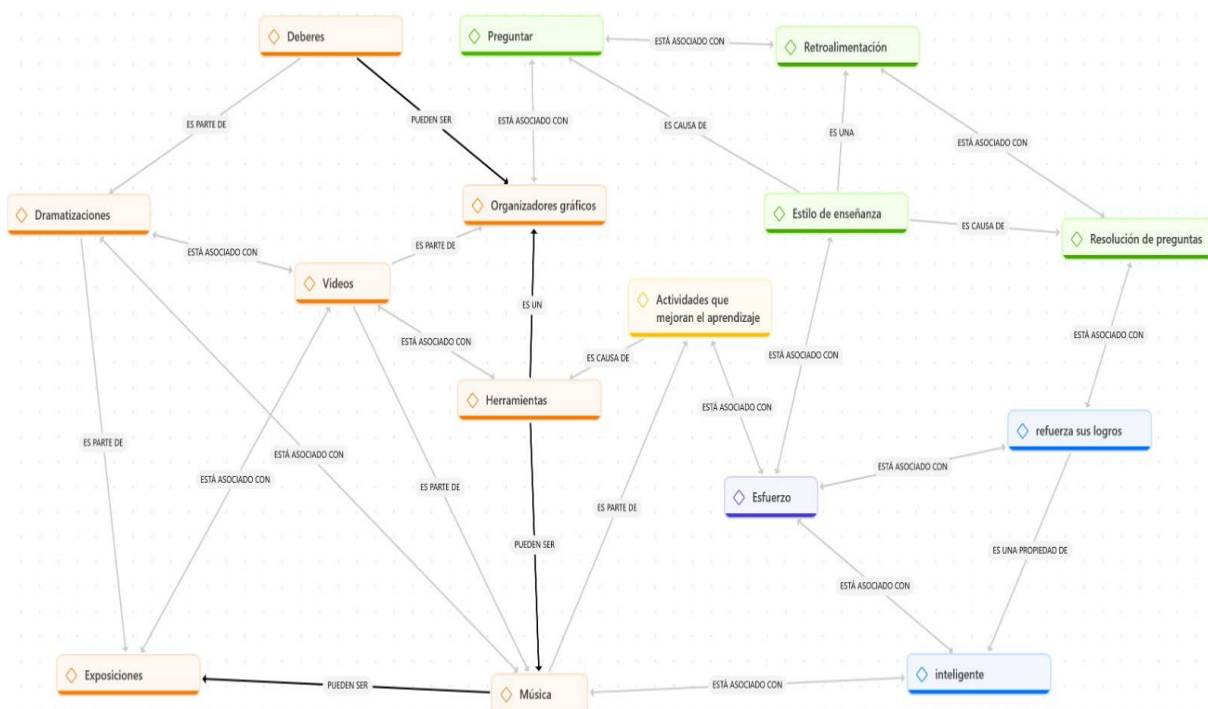 Deberes
Preguntar
ESTÁ ASOCIADO CON
Retroalimentación
ES PARTE DE
PUEDEN SER
ESTÁ ASOCIADO CON
ES CAUSA DE
ES UNA
ESTÁ ASOCIADO CON
Dramatizaciones
Organizadores gráficos
Estilo de enseñanza
ES CAUSA DE
Resolución de preguntas
ESTÁ ASOCIADO CON
ES PARTE DE
Videos
ES UN
Actividades que
mejoran el aprendizaje
ESTÁ ASOCIADO CON
ES CAUSA DE
ESTÁ ASOCIADO CON
ESTÁ ASOCIADO CON
Herramientas
ESTÁ ASOCIADO CON
refuerza sus logros
ES PARTE DE
ESTÁ ASOCIADO CON
ESTÁ ASOCIADO CON
ESTÁ ASOCIADO CON
ES PARTE DE
Esfuerzo
ES PARTE DE
PUEDEN SER
ES UNA PROPIEDAD DE
ESTÁ ASOCIADO CON
Exposiciones
PUEDEN SER
Música
ESTÁ ASOCIADO CON
inteligente